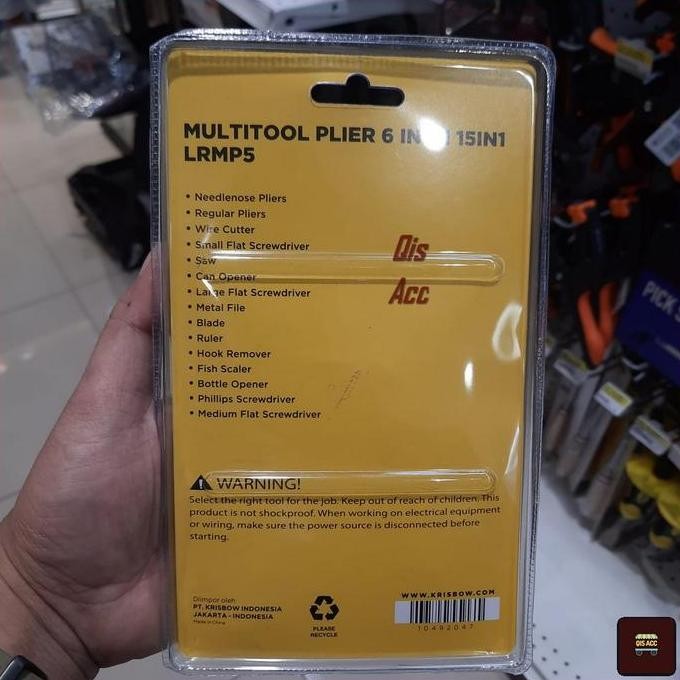 MULTITOOL PLIER 6 15IN1
LRMP5
• Needlenose Pliers
• Regular Pliers
• Wire Cutter
• Small Flat Screwdriver
• Saw
• Can Opener
• Large Flat Screwdriver
• Metal File
• Blade
• Ruler
• Hook Remover
• Fish Scaler
• Bottle Opener
• Phillips Screwdriver
• Medium Flat Screwdriver
Qis
Acc
WARNING!
Select the right tool for the job. Keep out of reach of children. This
product is not shockproof. When working on electrical equipment
or wiring, make sure the power source is disconnected before
starting.
Diimpor oleh:
PT. KRISBOW INDONESIA
JAKARTA - INDONESIA
Made in China
PLEASE
RECYCLE
WWW.KRISBOW.COM
10492047
PICK
QIS ACC